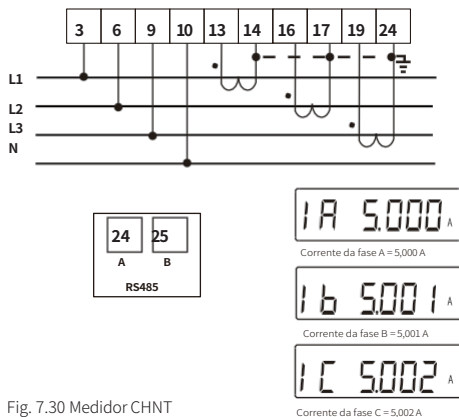 3 6 9 10 13 14 16 17 19 24
L1
L2
L3
N
24 25
A B
RS485
IA 5.000 A
Corrente da fase A = 5,000 A
Ib 5.001 A
Corrente da fase B = 5,001 A
IC 5.002 A
Corrente da fase C = 5,002 A
Fig. 7.30 Medidor CHNT